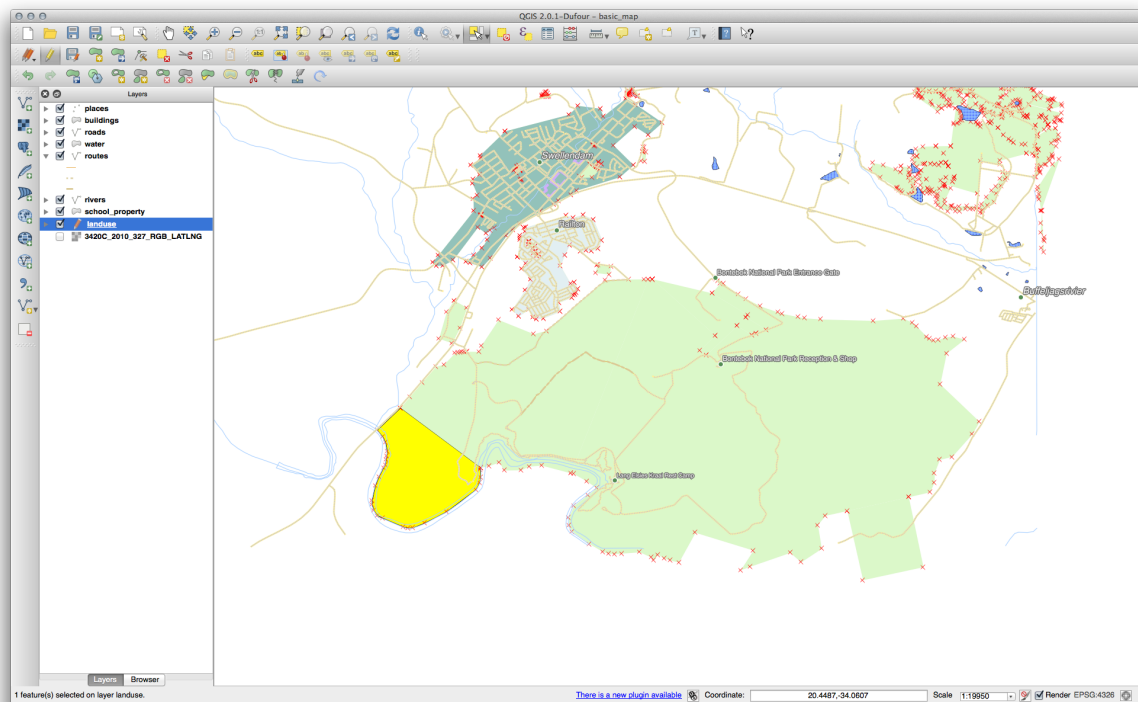 QGIS 2.0.1-Dufour - basic_map
Layers
places
buildings
roads
water
routes
rivers
school_property
landuse
3420C_2010_327_RGB_LATLNG
Swellendam
Railton
Bontebok National Park Entrance Gate
Buffeljagsrivier
Bontebok National Park Reception & Shop
Lang Elsies Kraal Rest Camp
Layers
Browser
1 feature(s) selected on layer landuse.
There is a new plugin available
Coordinate:
20.4487,-34.0607
Scale
1:19950
Render
EPSG:4326